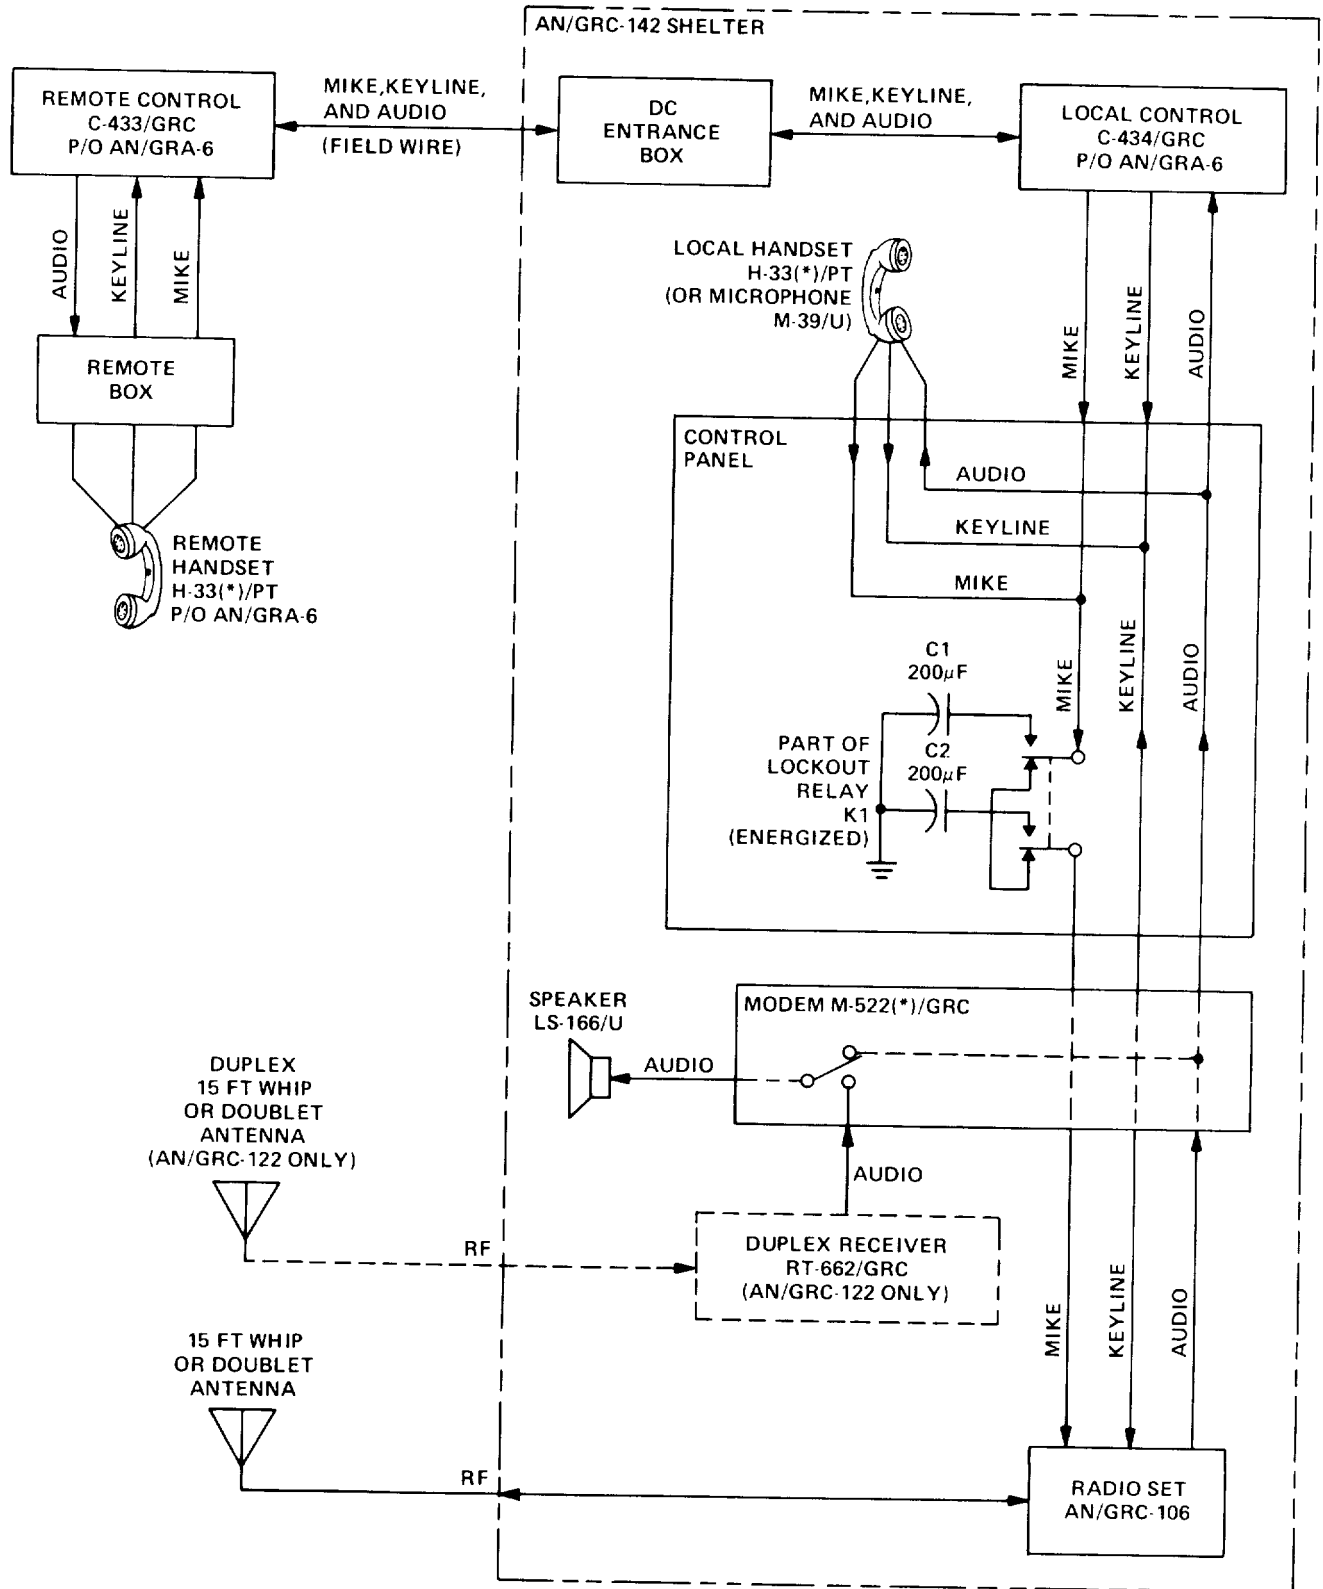 AN/GRC-142 SHELTER
REMOTE CONTROL
C-433/GRC
P/O AN/GRA-6
MIKE,KEYLINE,
AND AUDIO
(FIELD WIRE)
DC
ENTRANCE
BOX
MIKE,KEYLINE,
AND AUDIO
LOCAL CONTROL
C-434/GRC
P/O AN/GRA-6
AUDIO
KEYLINE
MIKE
REMOTE
BOX
REMOTE
HANDSET
H-33(*)/PT
P/O AN/GRA-6
LOCAL HANDSET
H-33(*)/PT
(OR MICROPHONE
M-39/U)
MIKE
KEYLINE
AUDIO
CONTROL
PANEL
AUDIO
KEYLINE
MIKE
C1
200μF
C2
200μF
PART OF
LOCKOUT
RELAY
K1
(ENERGIZED)
MIKE
KEYLINE
AUDIO
SPEAKER
LS-166/U
AUDIO
MODEM M-522(*)/GRC
AUDIO
DUPLEX
15 FT WHIP
OR DOUBLET
ANTENNA
(AN/GRC-122 ONLY)
RF
DUPLEX RECEIVER
RT-662/GRC
(AN/GRC-122 ONLY)
MIKE
KEYLINE
AUDIO
15 FT WHIP
OR DOUBLET
ANTENNA
RF
RADIO SET
AN/GRC-106